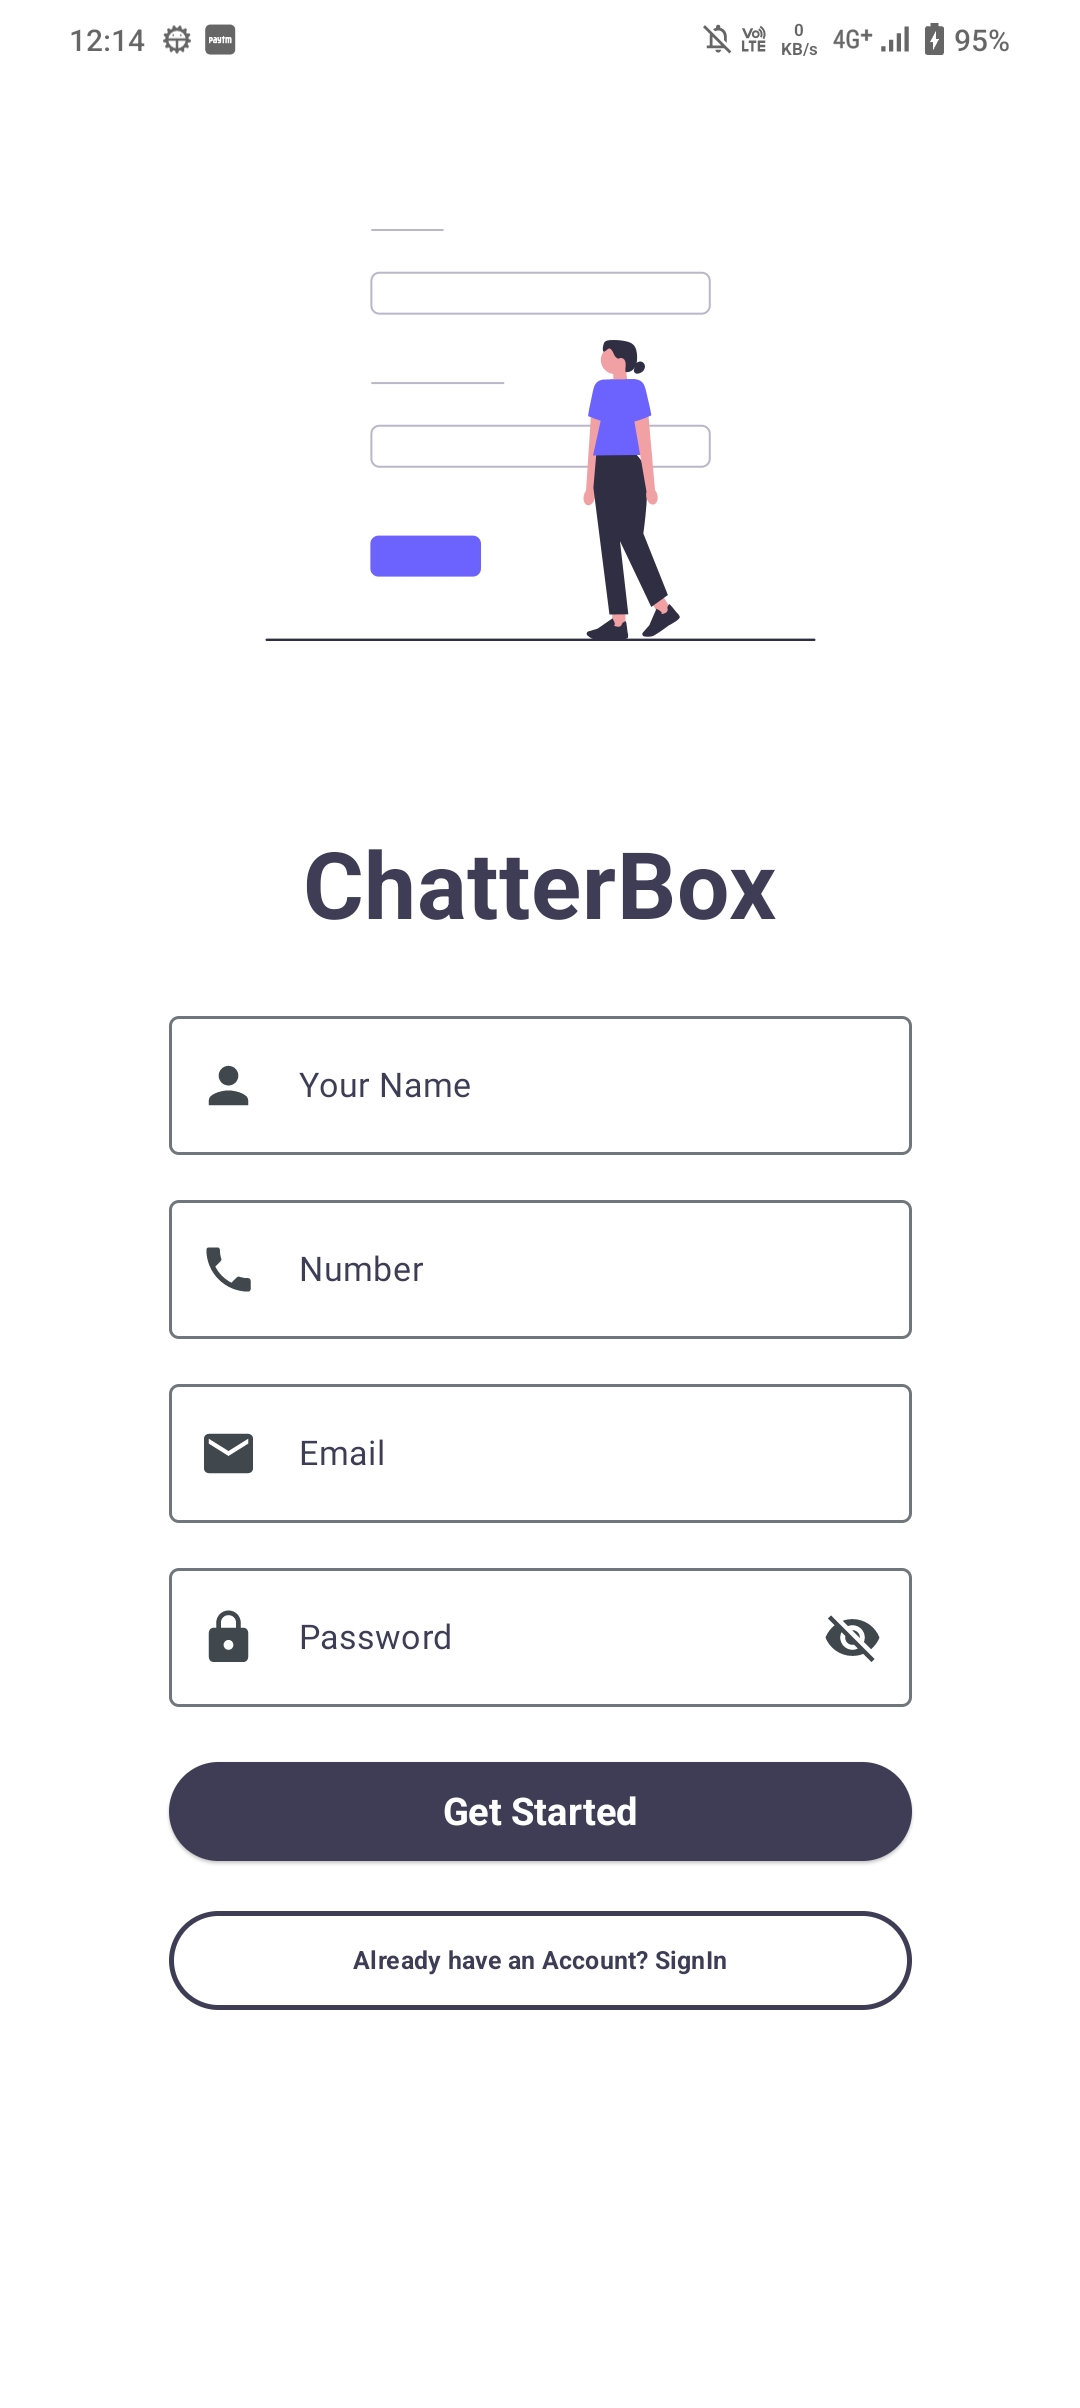 12:14 paytm Vo)) LTE 0 KB/s 4G+ 95%
ChatterBox
Your Name
Number
Email
Password
Get Started
Already have an Account? SignIn